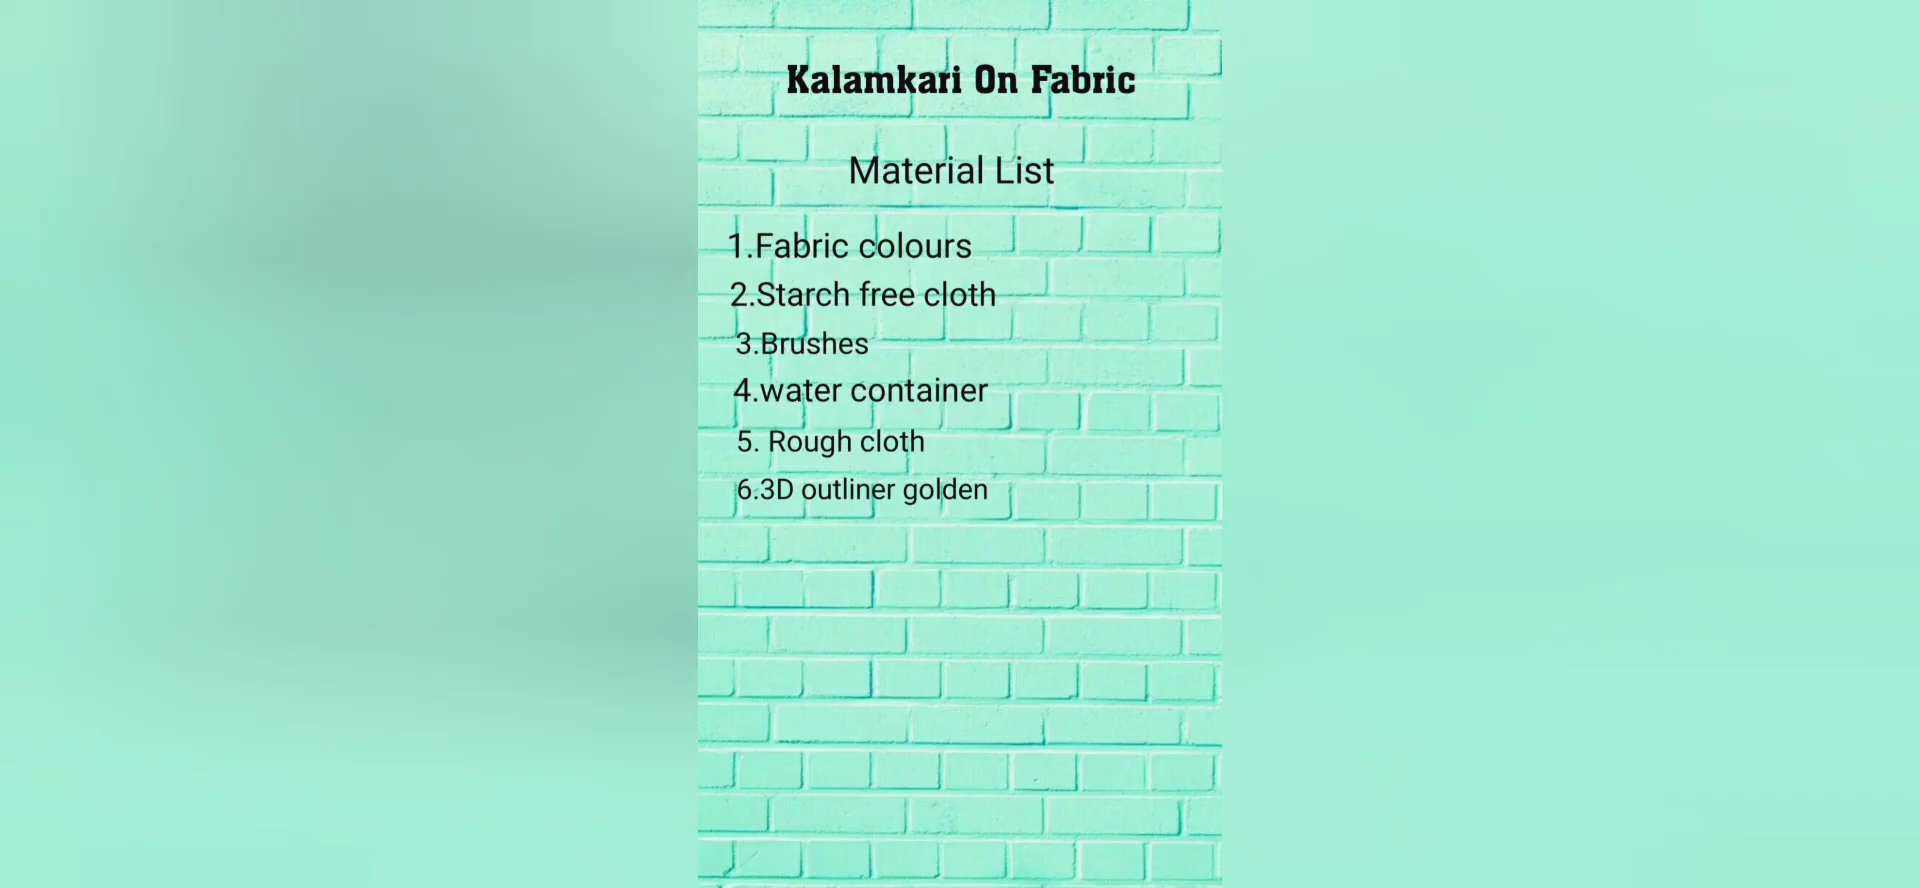 Kalamkari On Fabric
Material List
1.Fabric colours
2.Starch free cloth
3.Brushes
4.water container
5. Rough cloth
6.3D outliner golden